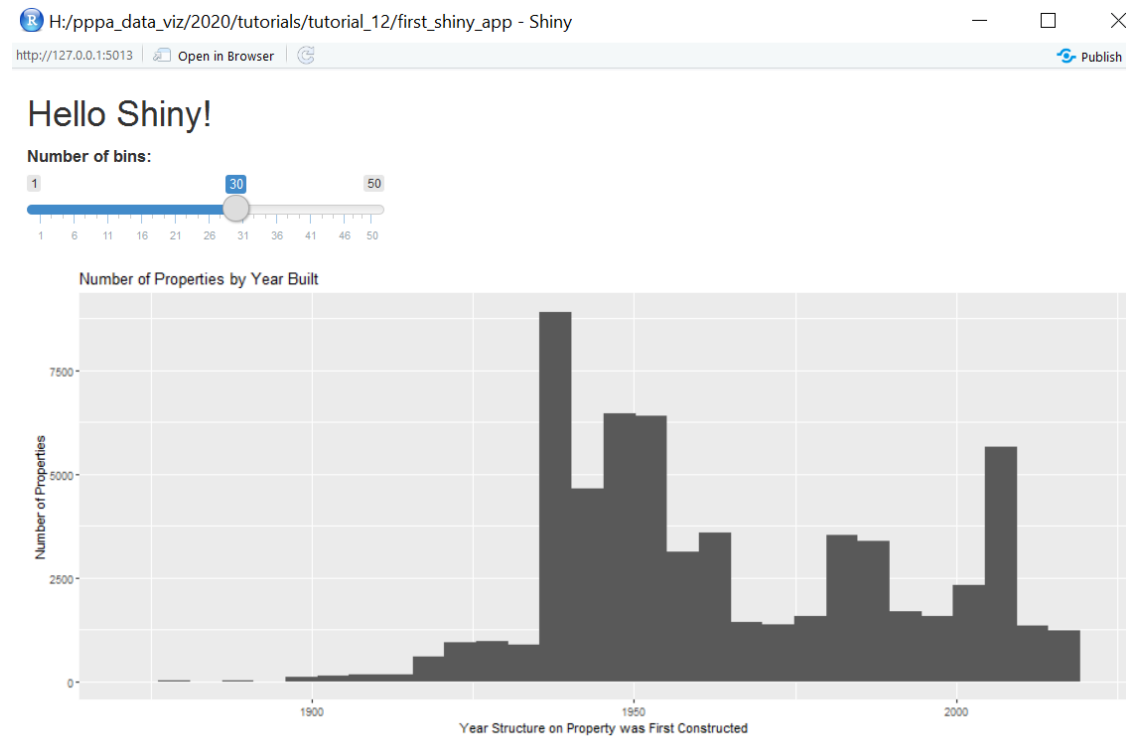 H:/pppa_data_viz/2020/tutorials/tutorial_12/first_shiny_app - Shiny
http://127.0.0.1:5013 Open in Browser Publish
Hello Shiny!
Number of bins:
1 30 50
1 6 11 16 21 26 31 36 41 46 50
Number of Properties by Year Built
7500
5000
2500
0
Number of Properties
1900 1950 2000
Year Structure on Property was First Constructed